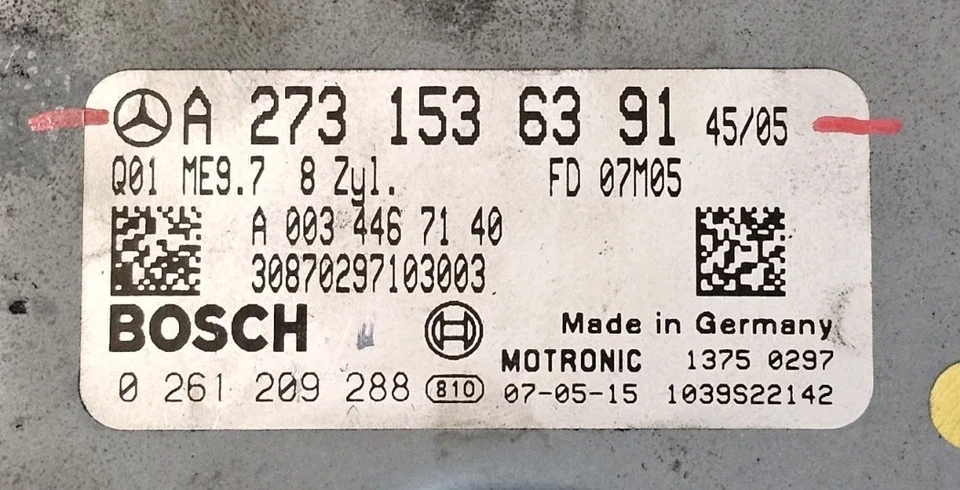 A 273 153 63 91 45/05
Q01 ME9.7 8 Zyl. FD 07M05
A 003 446 71 40
30870297103003
BOSCH
Made in Germany
MOTRONIC 1375 0297
0 261 209 288 810 07-05-15 1039S22142